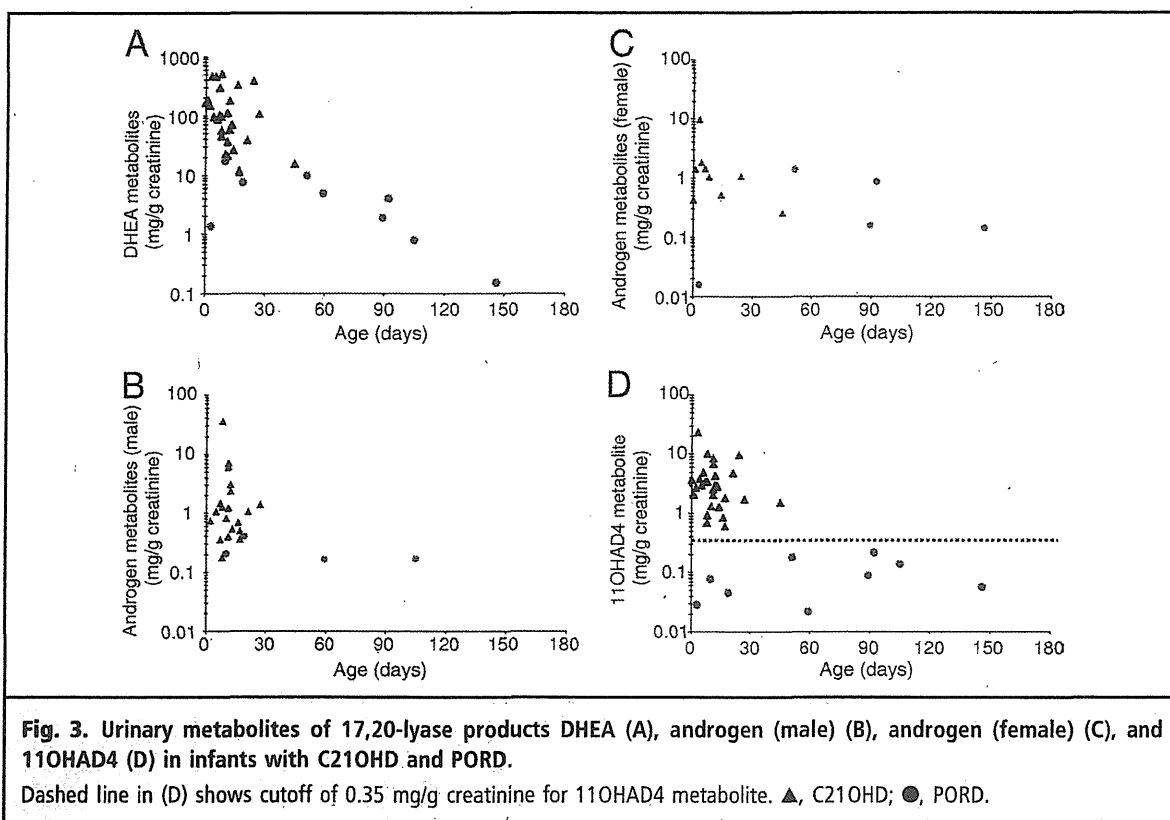 A
1000
100
10
1
0.1
DHEA metabolites
(mg/g creatinine)
0 30 60 90 120 150 180
Age (days)
C
100
10
1
0.1
0.01
Androgen metabolites (female)
(mg/g creatinine)
0 30 60 90 120 150 180
Age (days)
B
100
10
1
0.1
0.01
Androgen metabolites (male)
(mg/g creatinine)
0 30 60 90 120 150 180
Age (days)
D
100
10
1
0.1
0.01
11OHAD4 metabolite
(mg/g creatinine)
0 30 60 90 120 150 180
Age (days)
Fig. 3. Urinary metabolites of 17,20-lyase products DHEA (A), androgen (male) (B), androgen (female) (C), and
11OHAD4 (D) in infants with C21OHD and PORD.
Dashed line in (D) shows cutoff of 0.35 mg/g creatinine for 11OHAD4 metabolite. ▲, C21OHD; ●, PORD.